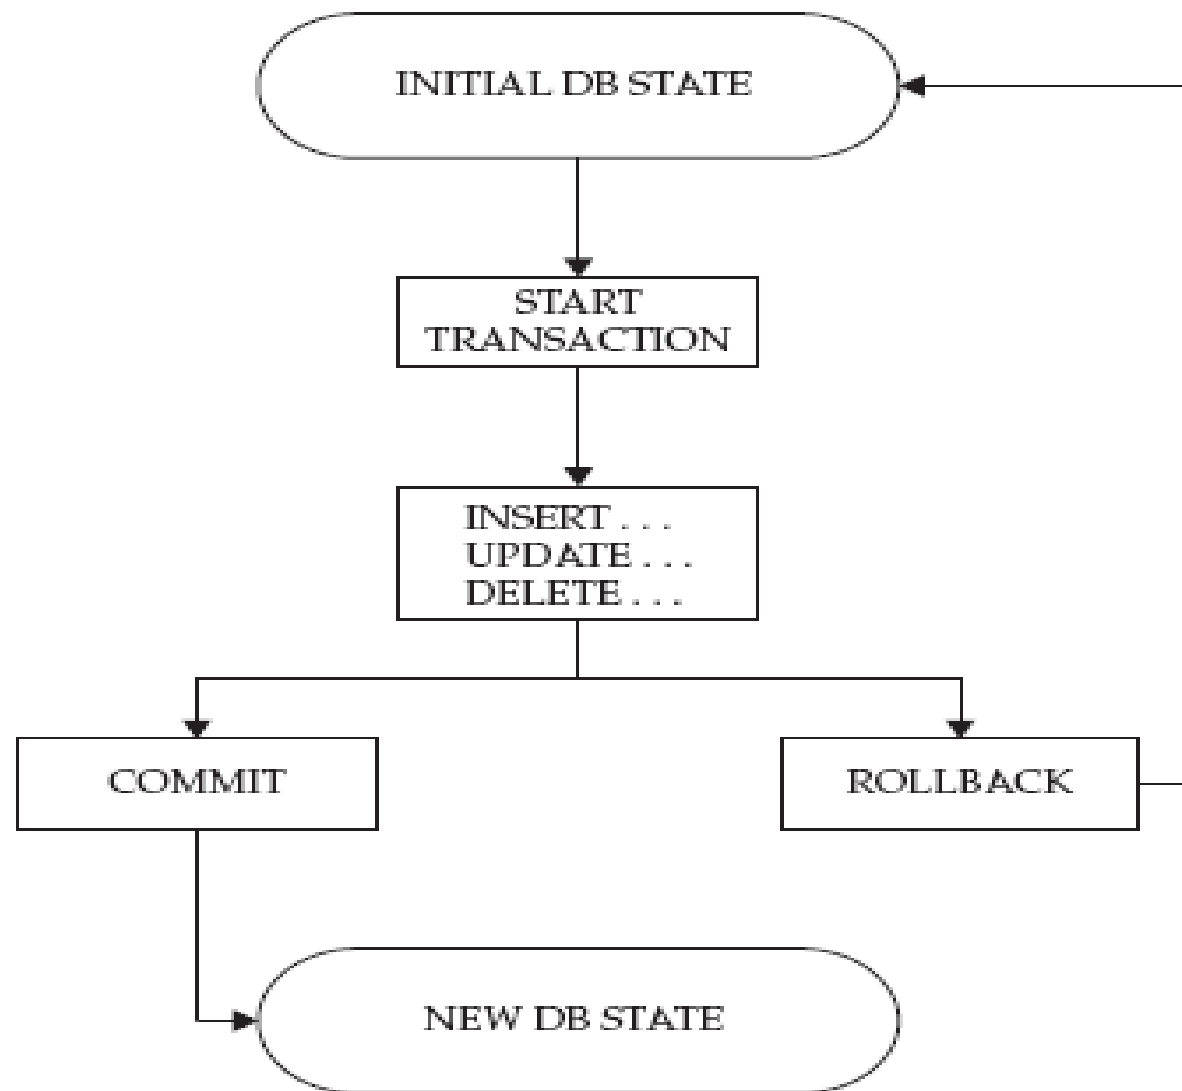 INITIAL DB STATE
START
TRANSACTION
INSERT . . .
UPDATE . . .
DELETE . . .
COMMIT
ROLLBACK
NEW DB STATE